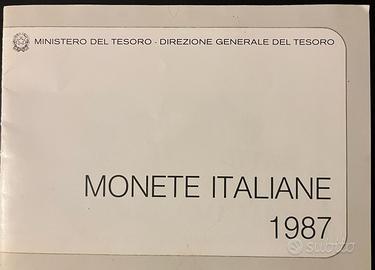 MINISTERO DEL TESORO - DIREZIONE GENERALE DEL TESORO
MONETE ITALIANE
1987
subito